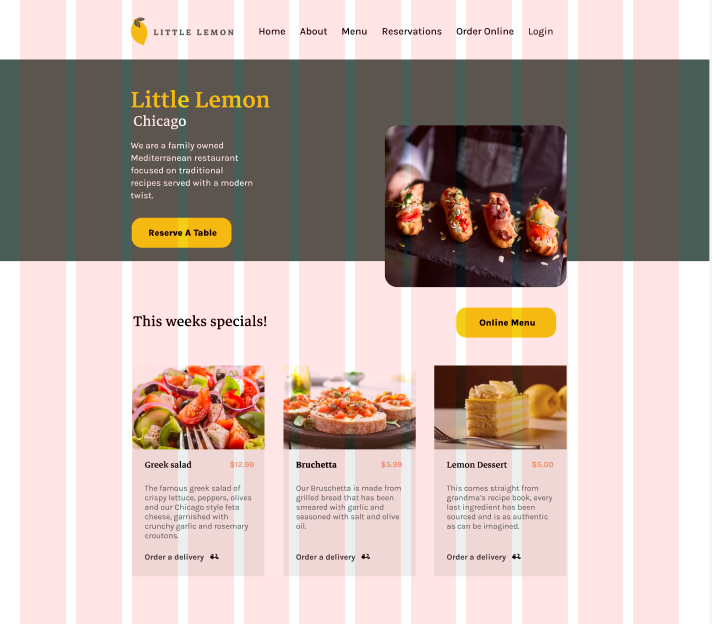 LITTLE LEMON
Home About Menu Reservations Order Online Login
Little Lemon
Chicago
We are a family owned
Mediterranean restaurant
focused on traditional
recipes served with a modern
twist.
Reserve A Table
This weeks specials!
Online Menu
Greek salad $12.99
The famous greek salad of
crispy lettuce, peppers, olives
and our Chicago style feta
cheese, garnished with
crunchy garlic and rosemary
croutons.
Order a delivery
Bruchetta $5.99
Our Bruschetta is made from
grilled bread that has been
smeared with garlic and
seasoned with salt and olive
oil.
Order a delivery
Lemon Dessert $5.00
This comes straight from
grandma's recipe book, every
last ingredient has been
sourced and is as authentic
as can be imagined.
Order a delivery